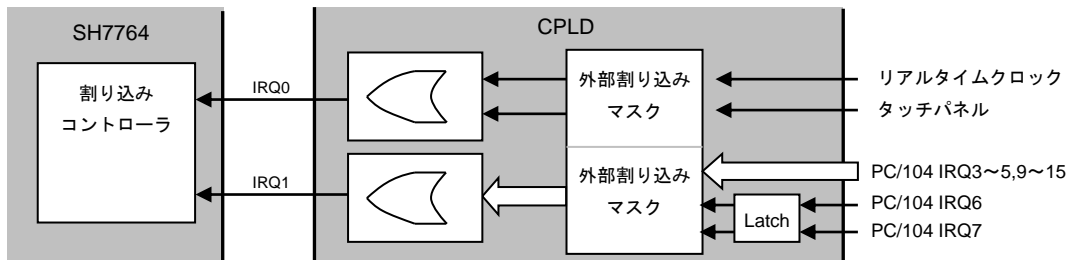 SH7764
CPLD
割り込み
コントローラ
IRQ0
IRQ1
外部割り込み
マスク
外部割り込み
マスク
Latch
リアルタイムクロック
タッチパネル
PC/104 IRQ3～5,9～15
PC/104 IRQ6
PC/104 IRQ7